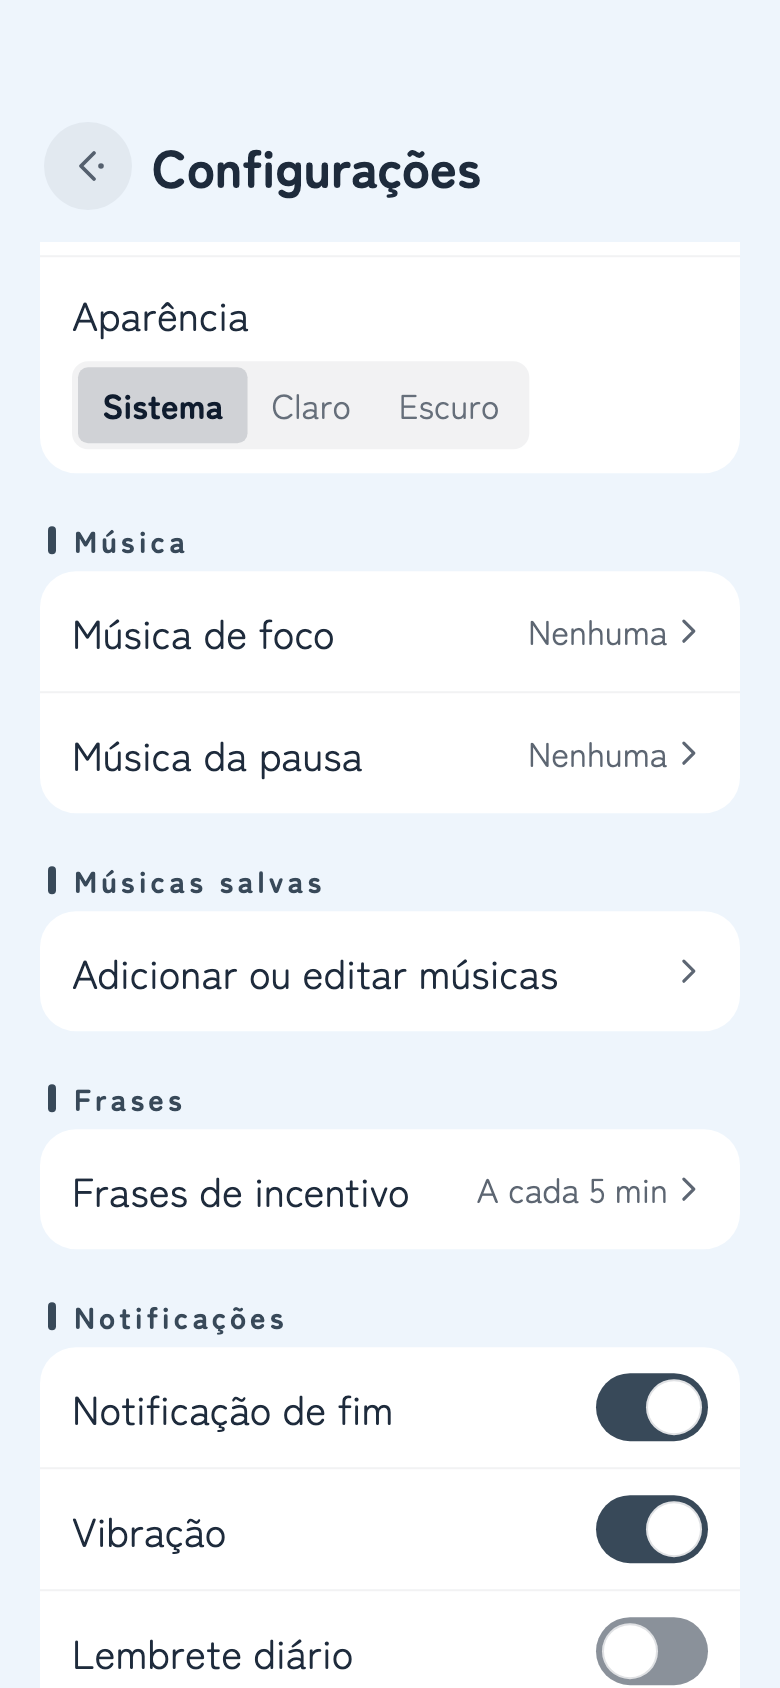 Configurações
Aparência
Sistema Claro Escuro
Música
Música de foco Nenhuma
Música da pausa Nenhuma
Músicas salvas
Adicionar ou editar músicas
Frases
Frases de incentivo A cada 5 min
Notificações
Notificação de fim
Vibração
Lembrete diário